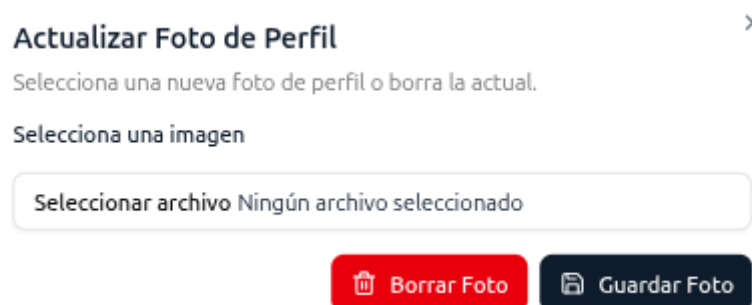 Actualizar Foto de Perfil
Selecciona una nueva foto de perfil o borra la actual.
Selecciona una imagen
Seleccionar archivo Ningún archivo seleccionado
Borrar Foto Guardar Foto